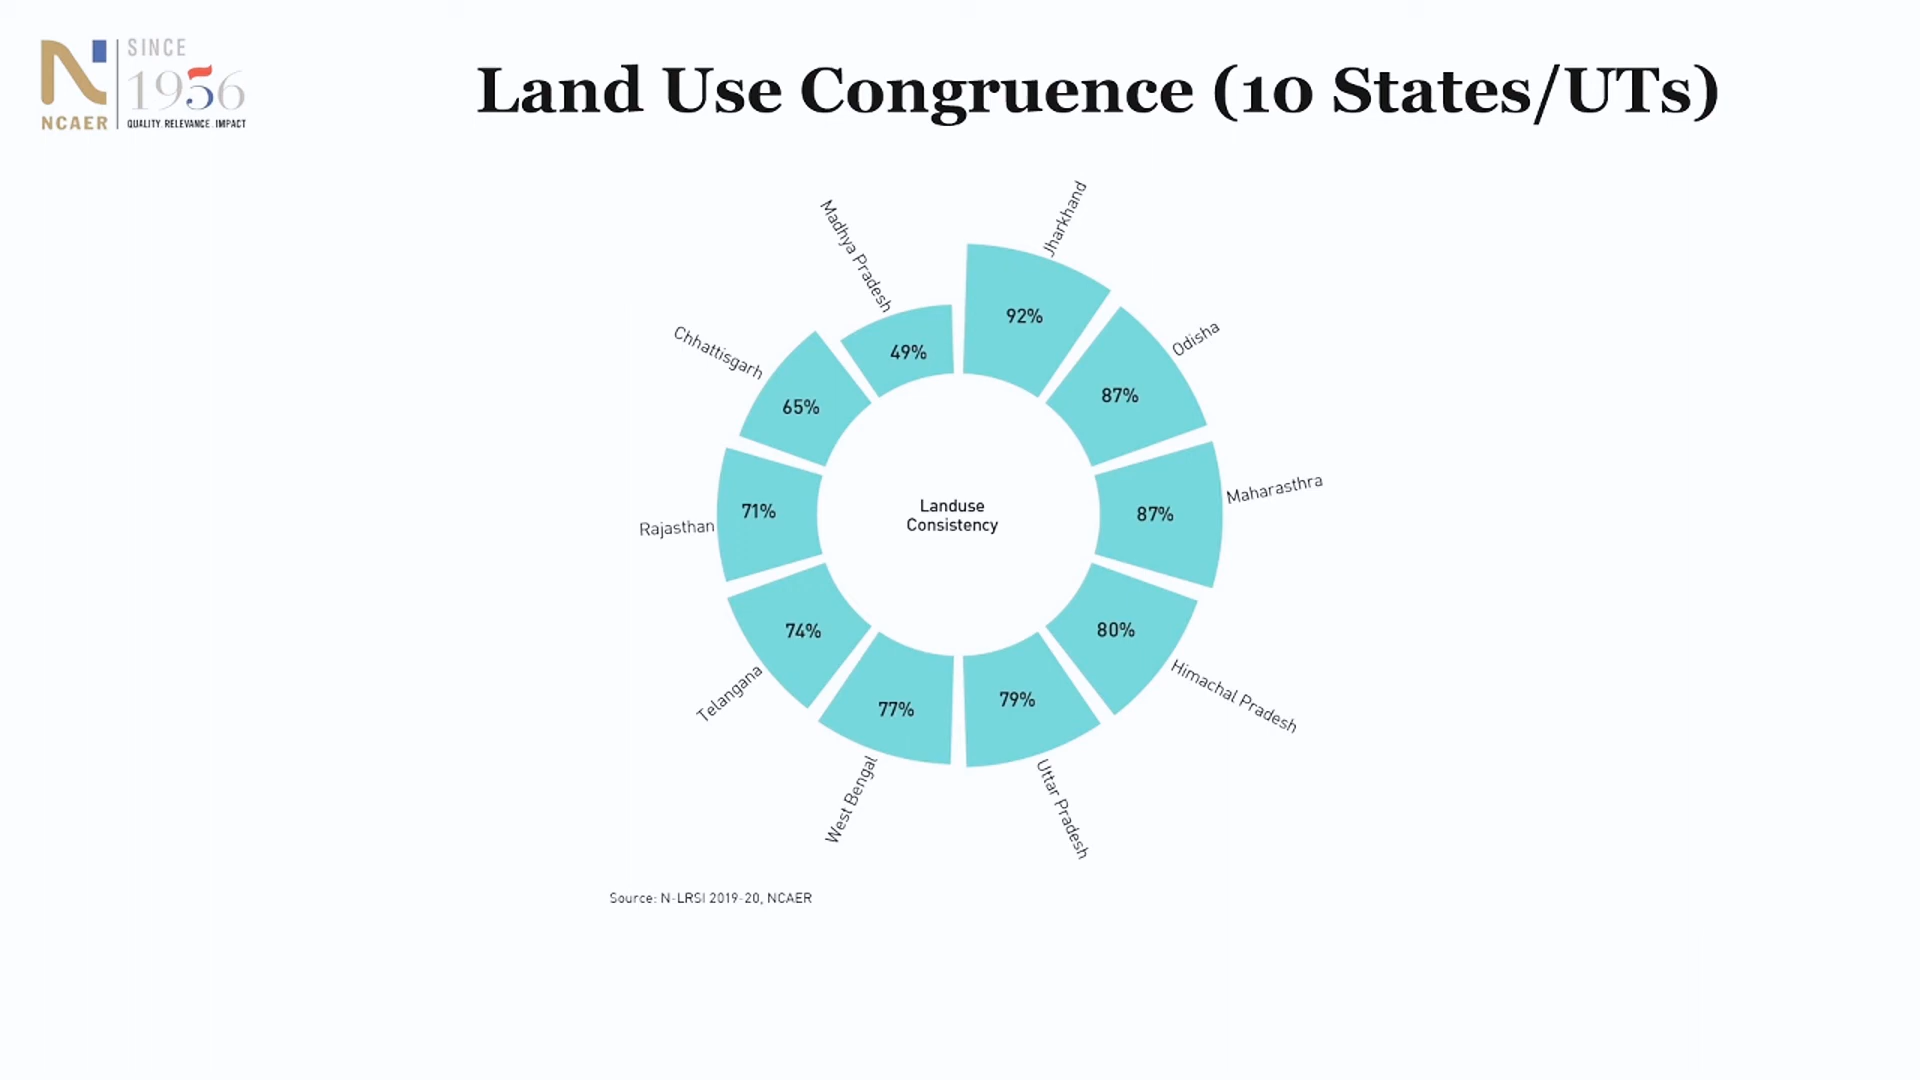 SINCE
1956
NCAER
QUALITY. RELEVANCE. IMPACT
Land Use Congruence (10 States/UTs)
Jharkhand
92%
Odisha
87%
Maharasthra
87%
Himachal Pradesh
80%
Uttar Pradesh
79%
West Bengal
77%
Telangana
74%
Rajasthan
71%
Chhattisgarh
65%
Madhya Pradesh
49%
Landuse
Consistency
Source: N-LRSI 2019-20, NCAER